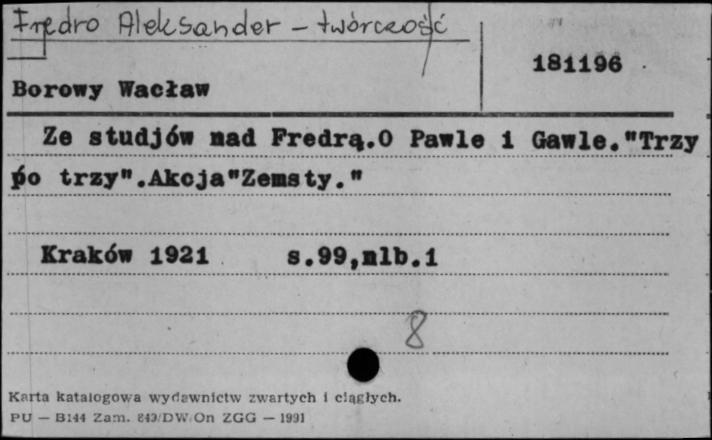 Fredro Aleksander – twórczość
181196
Borowy Wacław
Ze studjów nad Fredrą.O Pawle i Gawle."Trzy
po trzy".Akcja"Zemsty."
Kraków 1921 s.99,nlb.1
8
Karta katalogowa wydawnictw zwartych i ciągłych.
PU — B144 Zam. 849/DW/On ZGG — 1991